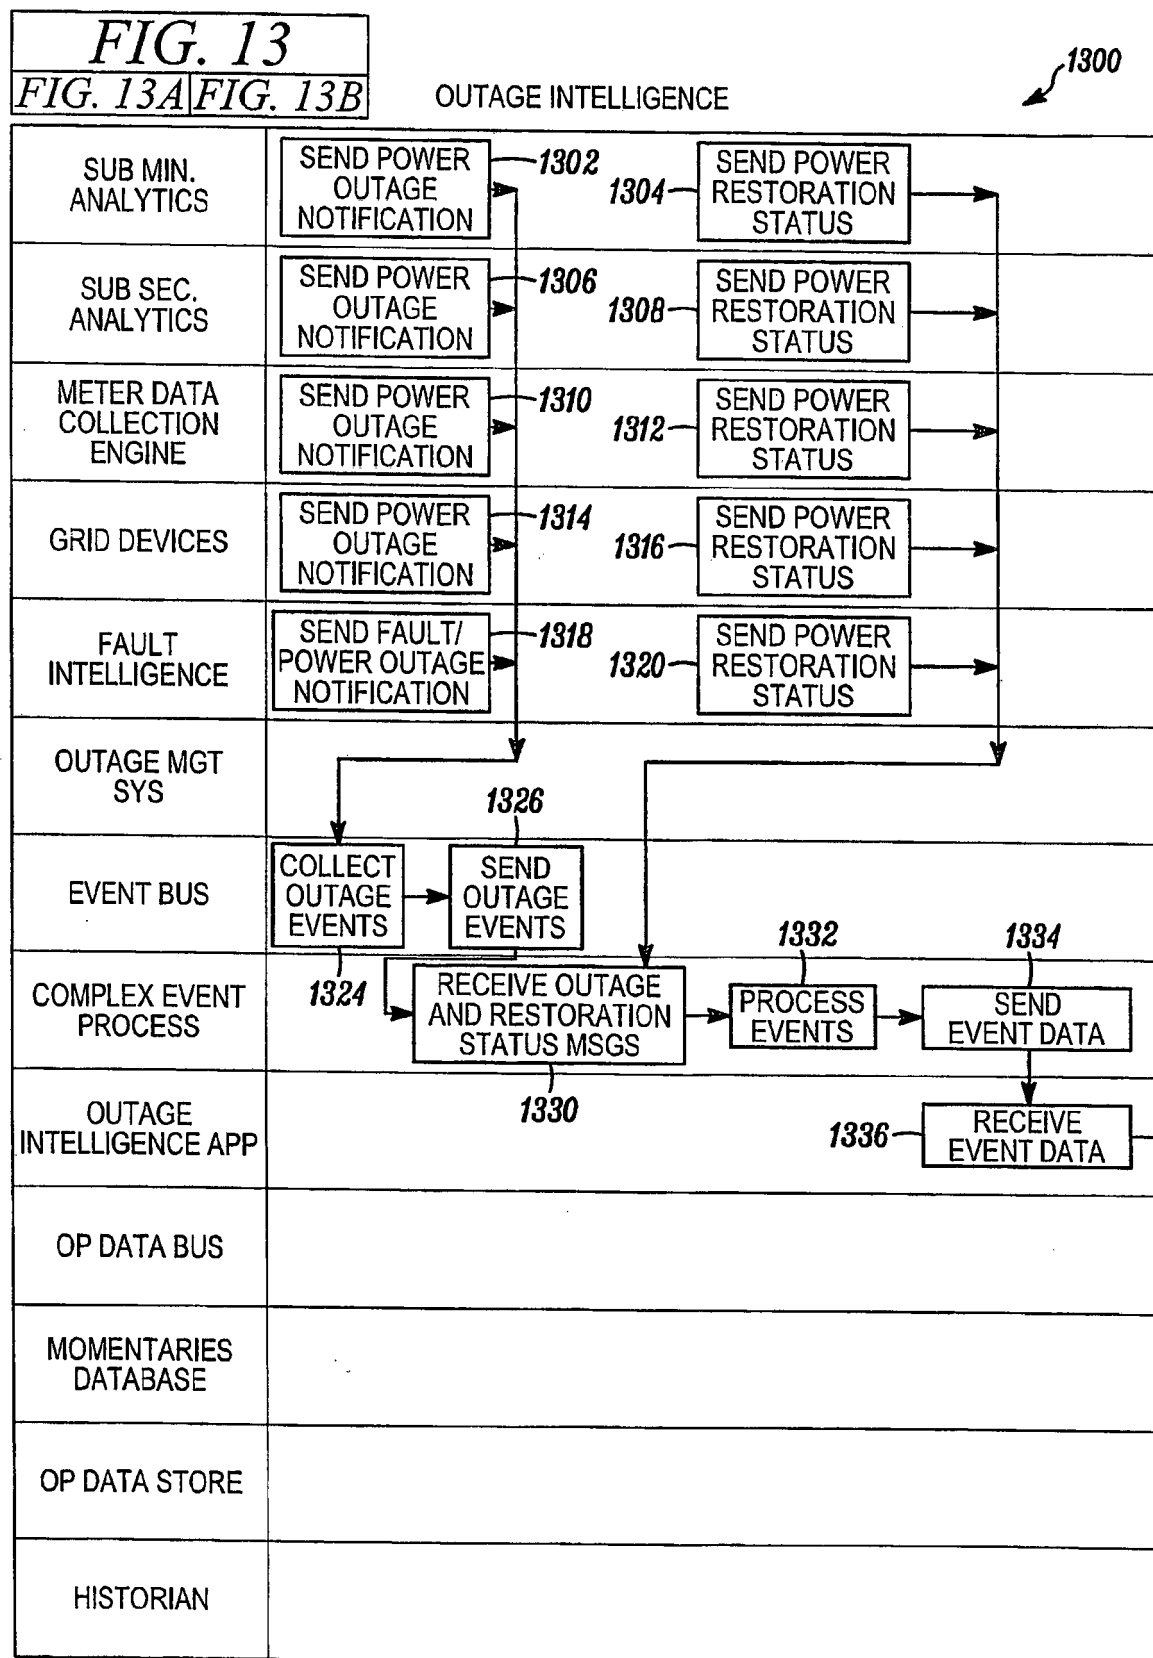 FIG. 13
FIG. 13A FIG. 13B
OUTAGE INTELLIGENCE
1300
SUB MIN.
ANALYTICS
SEND POWER
OUTAGE
NOTIFICATION
1302
1304
SEND POWER
RESTORATION
STATUS
SUB SEC.
ANALYTICS
SEND POWER
OUTAGE
NOTIFICATION
1306
1308
SEND POWER
RESTORATION
STATUS
METER DATA
COLLECTION
ENGINE
SEND POWER
OUTAGE
NOTIFICATION
1310
1312
SEND POWER
RESTORATION
STATUS
GRID DEVICES
SEND POWER
OUTAGE
NOTIFICATION
1314
1316
SEND POWER
RESTORATION
STATUS
FAULT
INTELLIGENCE
SEND FAULT/
POWER OUTAGE
NOTIFICATION
1318
1320
SEND POWER
RESTORATION
STATUS
OUTAGE MGT
SYS
EVENT BUS
COLLECT
OUTAGE
EVENTS
1324
1326
SEND
OUTAGE
EVENTS
COMPLEX EVENT
PROCESS
RECEIVE OUTAGE
AND RESTORATION
STATUS MSGS
1330
1332
PROCESS
EVENTS
1334
SEND
EVENT DATA
OUTAGE
INTELLIGENCE APP
1336
RECEIVE
EVENT DATA
OP DATA BUS
MOMENTARIES
DATABASE
OP DATA STORE
HISTORIAN